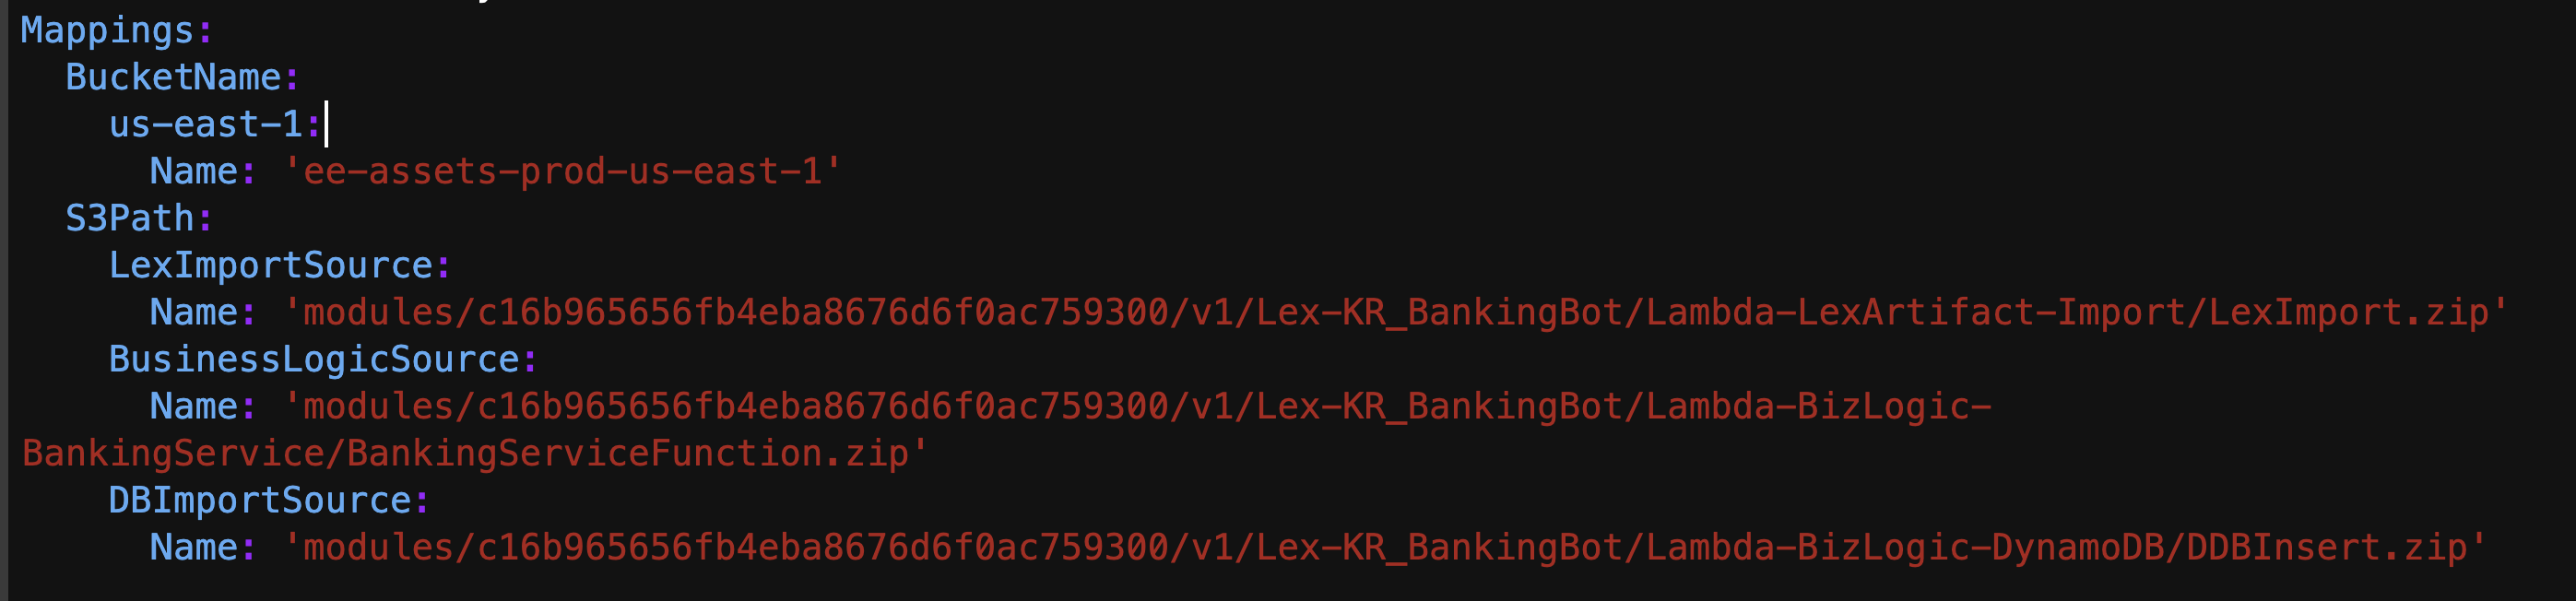 Mappings:
  BucketName:
    us-east-1:
      Name: 'ee-assets-prod-us-east-1'
  S3Path:
    LexImportSource:
      Name: 'modules/c16b965656fb4eba8676d6f0ac759300/v1/Lex-KR_BankingBot/Lambda-LexArtifact-Import/LexImport.zip'
    BusinessLogicSource:
      Name: 'modules/c16b965656fb4eba8676d6f0ac759300/v1/Lex-KR_BankingBot/Lambda-BizLogic-
BankingService/BankingServiceFunction.zip'
    DBImportSource:
      Name: 'modules/c16b965656fb4eba8676d6f0ac759300/v1/Lex-KR_BankingBot/Lambda-BizLogic-DynamoDB/DDBInsert.zip'